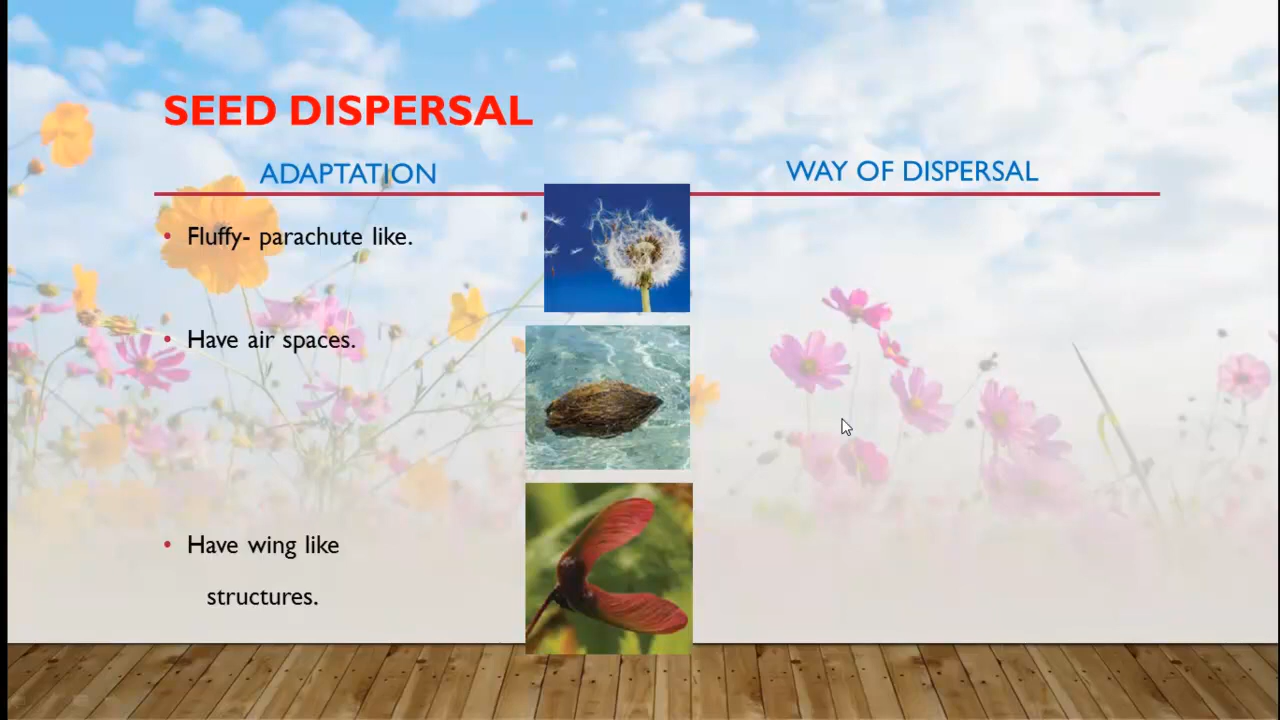 SEED DISPERSAL
ADAPTATION
WAY OF DISPERSAL
• Fluffy- parachute like.
• Have air spaces.
• Have wing like
structures.